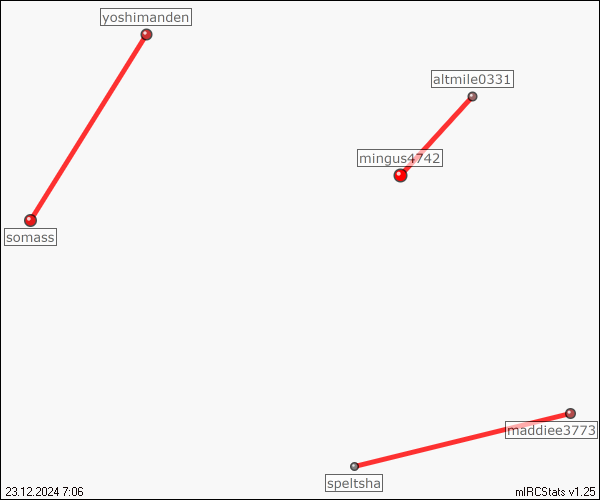 yoshimanden
altmile0331
mingus4742
somass
maddiee3773
speltsha
23.12.2024 7:06
mIRCStats v1.25